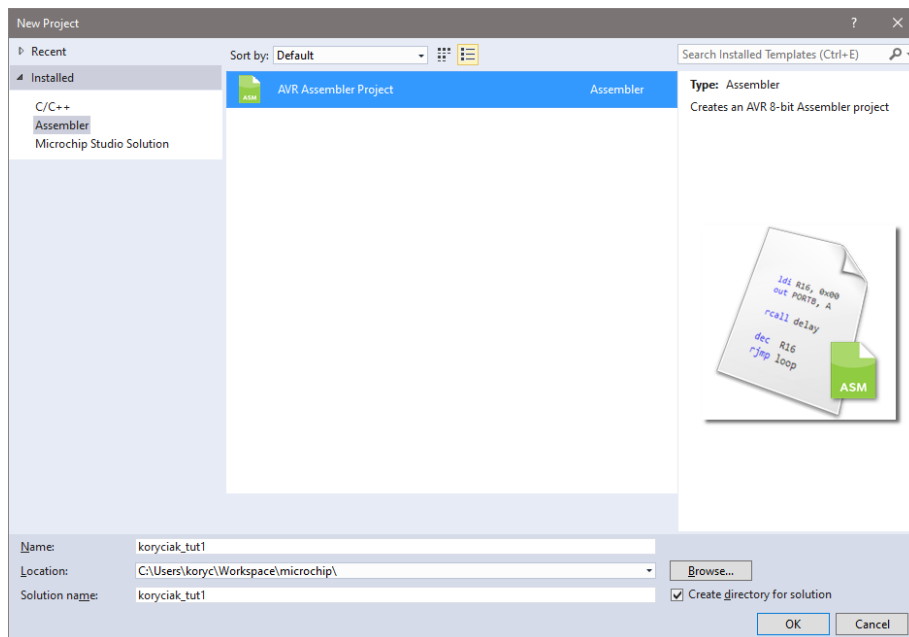 New Project
?
Recent
Installed
C/C++
Assembler
Microchip Studio Solution
Sort by: Default
Search Installed Templates (Ctrl+E)
ASM AVR Assembler Project Assembler
Type: Assembler
Creates an AVR 8-bit Assembler project
ldi R16, 0x00
out PORTB, A
rcall delay
dec R16
rjmp loop
ASM
Name: koryciak_tut1
Location: C:\Users\koryc\Workspace\microchip\ Browse...
Solution name: koryciak_tut1 Create directory for solution
OK Cancel